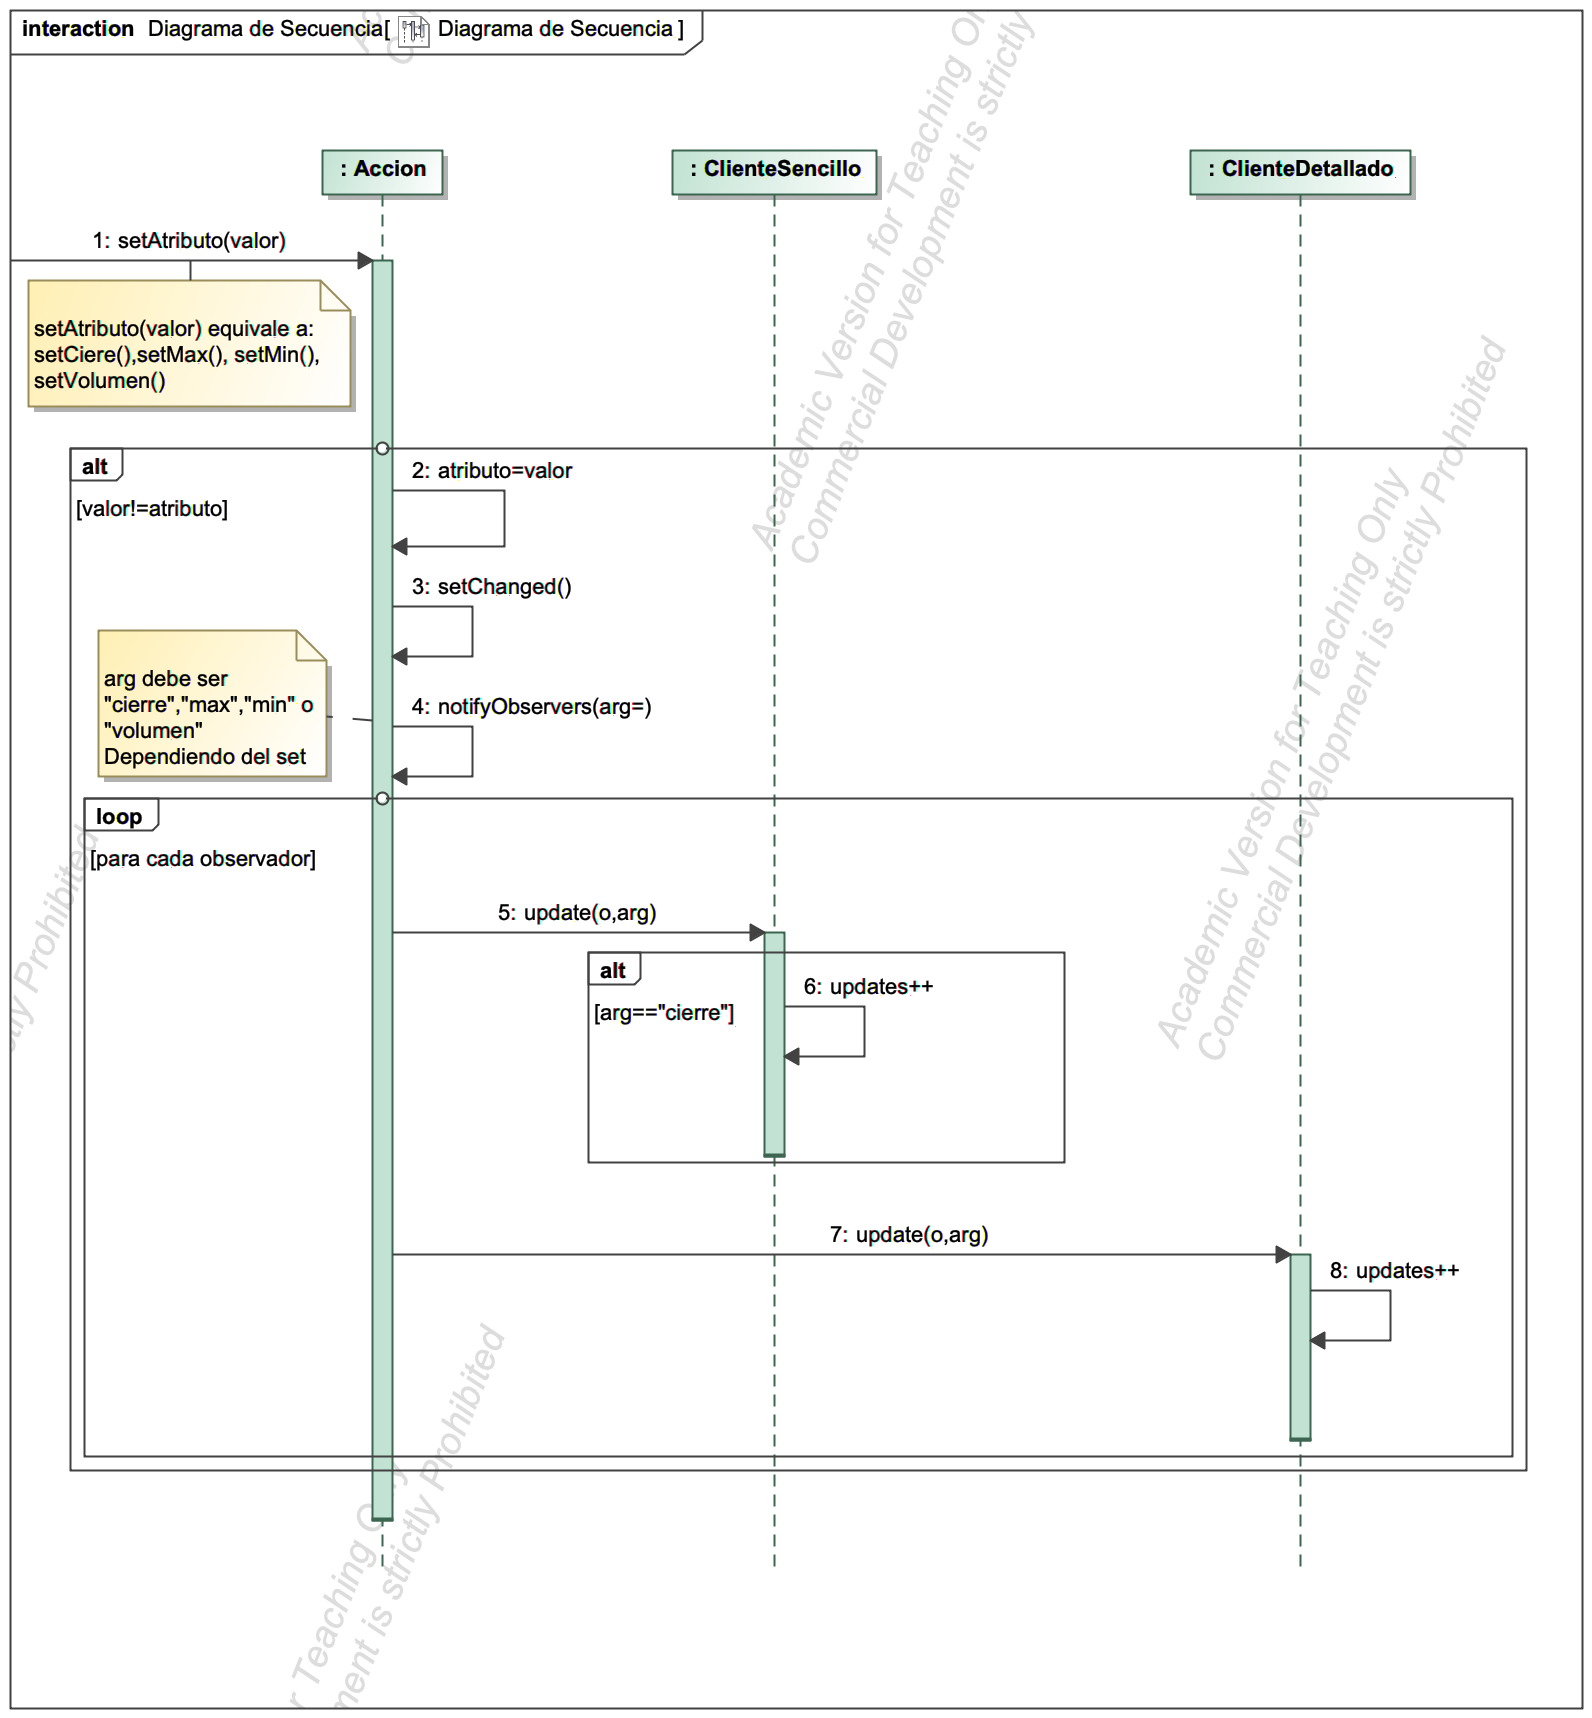 interaction Diagrama de Secuencia[ Diagrama de Secuencia ]
: Accion
: ClienteSencillo
: ClienteDetallado
1: setAtributo(valor)
setAtributo(valor) equivale a:
setCiere(),setMax(), setMin(),
setVolumen()
alt
[valor!=atributo]
2: atributo=valor
3: setChanged()
arg debe ser
"cierre","max","min" o
"volumen"
Dependiendo del set
4: notifyObservers(arg=)
loop
[para cada observador]
5: update(o,arg)
alt
[arg=="cierre"]
6: updates++
7: update(o,arg)
8: updates++
Academic Version for Teaching Only
Commercial Development is strictly
Academic Version for Teaching Only
Commercial Development is strictly Prohibited
Prohibited
Teaching
is strictly Prohibited